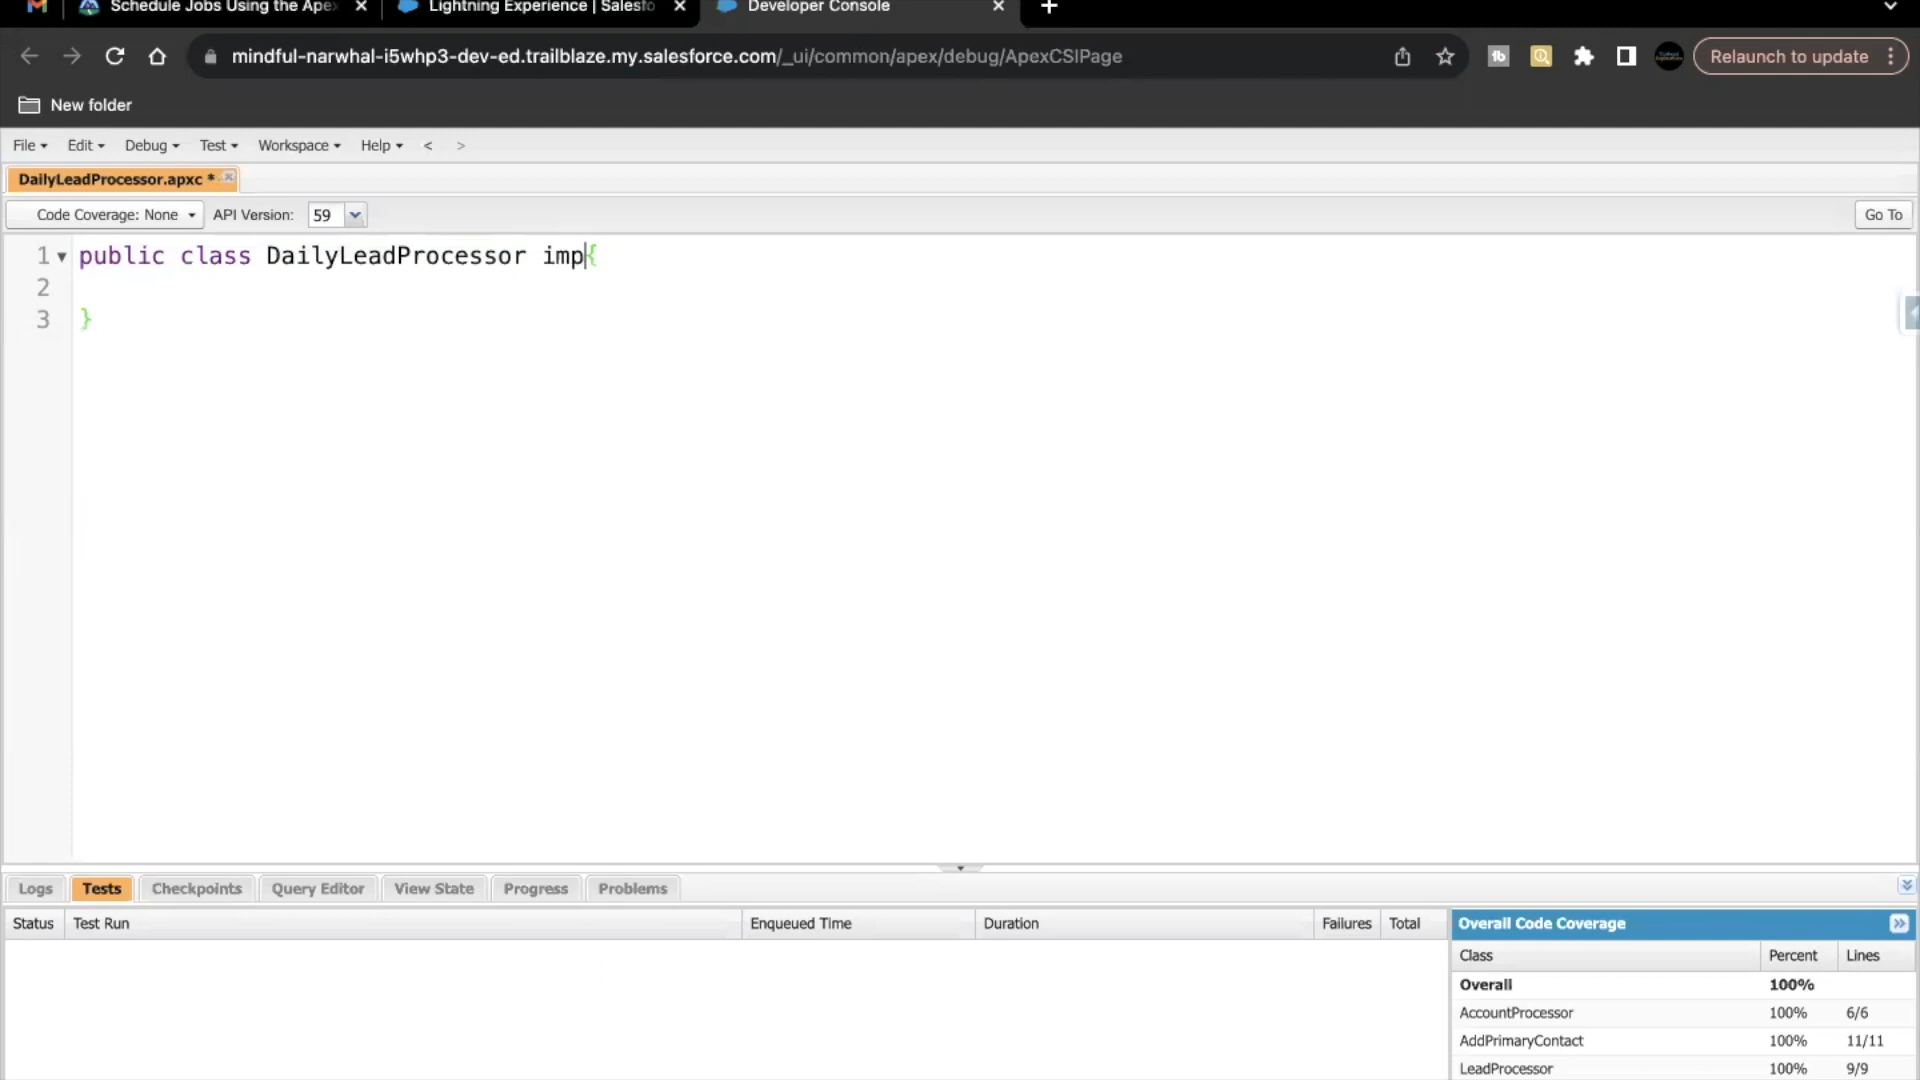 Schedule Jobs Using the Apex
Lightning Experience | Salesfo
Developer Console
mindful-narwhal-i5whp3-dev-ed.trailblaze.my.salesforce.com/_ui/common/apex/debug/ApexCSIPage
Relaunch to update
New folder
File Edit Debug Test Workspace Help < >
DailyLeadProcessor.apxc *
Code Coverage: None API Version: 59 Go To
1 public class DailyLeadProcessor imp{
2
3 }
Logs Tests Checkpoints Query Editor View State Progress Problems
Status Test Run Enqueued Time Duration Failures Total
Overall Code Coverage
Class Percent Lines
Overall 100%
AccountProcessor 100% 6/6
AddPrimaryContact 100% 11/11
LeadProcessor 100% 9/9